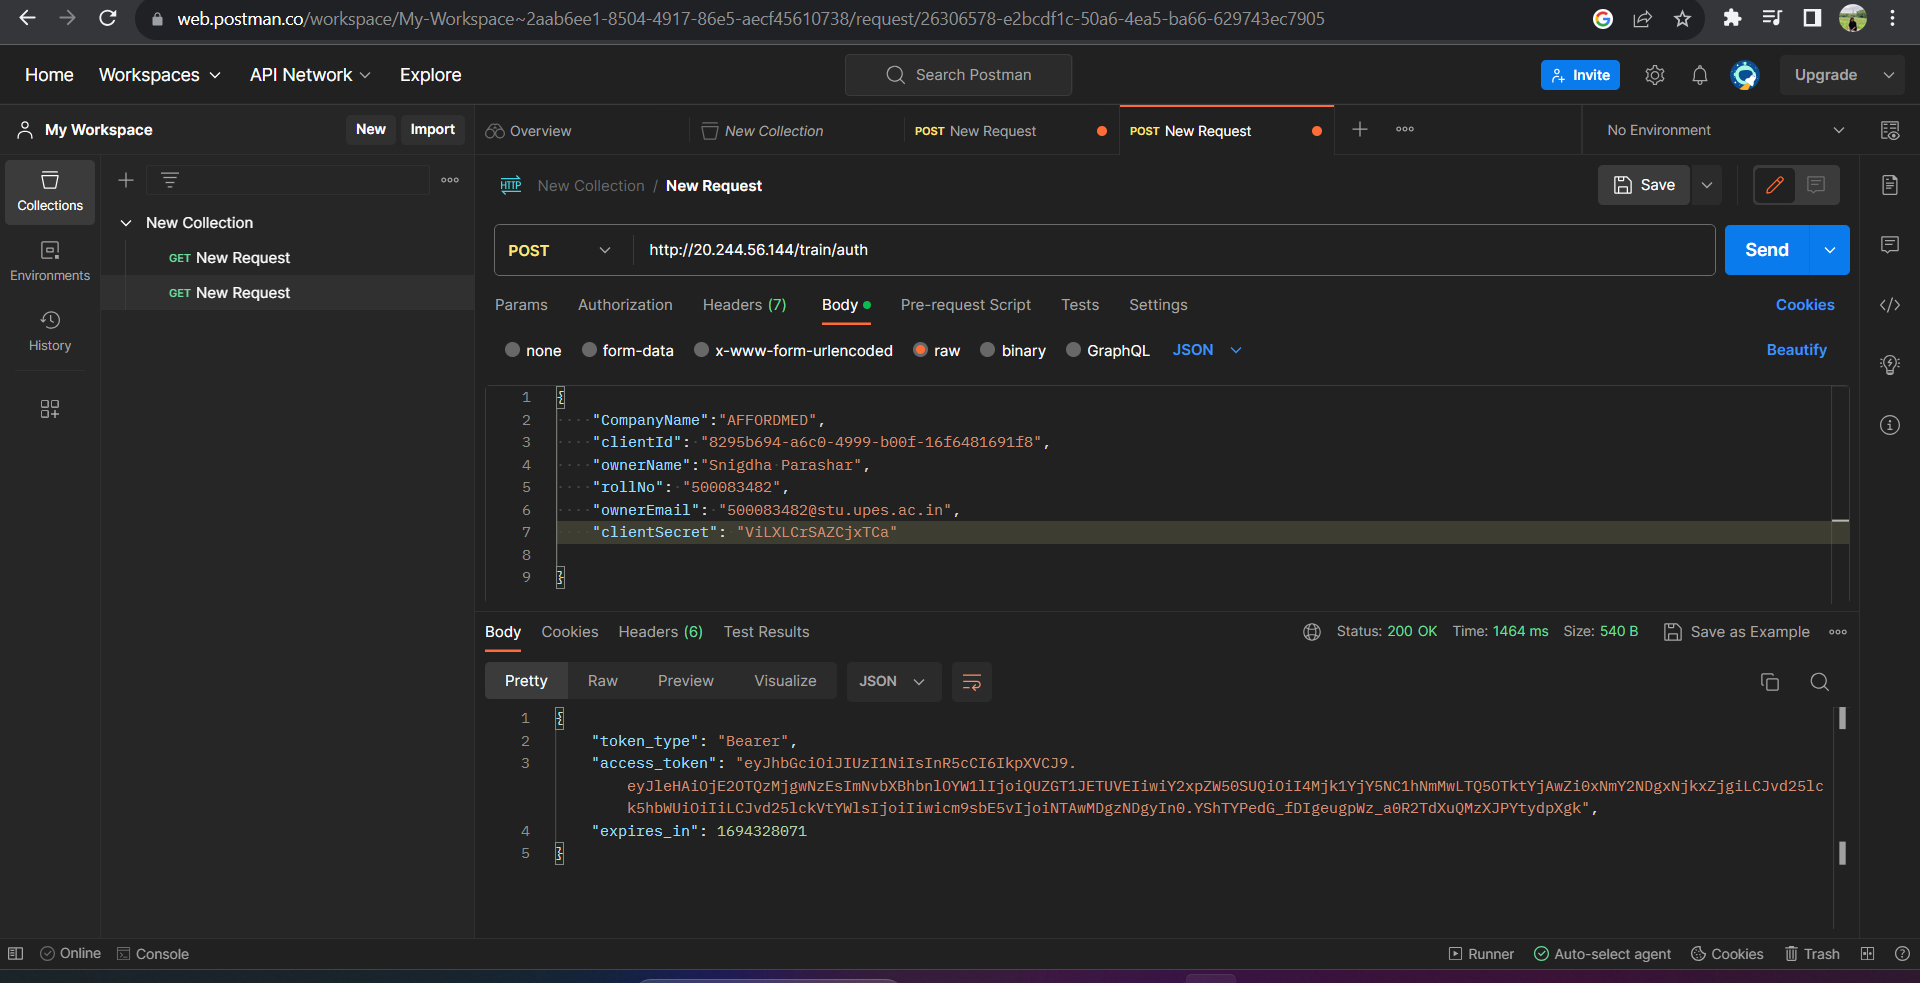 web.postman.co/workspace/My-Workspace~2aab6ee1-8504-4917-86e5-aecf45610738/request/26306578-e2bcdf1c-50a6-4ea5-ba66-629743ec7905
Home Workspaces API Network Explore Search Postman Invite Upgrade
My Workspace New Import Overview New Collection POST New Request POST New Request No Environment
Collections
Environments
History
New Collection
GET New Request
GET New Request
HTTP New Collection / New Request Save
POST http://20.244.56.144/train/auth Send
Params Authorization Headers (7) Body Pre-request Script Tests Settings Cookies
none form-data x-www-form-urlencoded raw binary GraphQL JSON Beautify
1 {
2 "CompanyName":"AFFORDMED",
3 "clientId": "8295b694-a6c0-4999-b00f-16f6481691f8",
4 "ownerName":"Snigdha Parashar",
5 "rollNo": "500083482",
6 "ownerEmail": "500083482@stu.upes.ac.in",
7 "clientSecret": "ViLXLCrSAZCjxTCa"
8
9 }
Body Cookies Headers (6) Test Results Status: 200 OK Time: 1464 ms Size: 540 B Save as Example
Pretty Raw Preview Visualize JSON
1 {
2 "token_type": "Bearer",
3 "access_token": "eyJhbGciOiJIUzI1NiIsInR5cCI6IkpXVCJ9.
eyJleHAiOjE2OTQzMjgwNzEsImNvbXBhbnlOYW1lIjoiQUZGT1JETUVEIiwiY2xpZW50SUQiOiI4Mjk1YjY5NC1hNmMwLTQ5OTktYjAwZi0xNmY2NDgxNjkxZjgiLCJvd25lc
k5hbWUiOiIiLCJvd25lckVtYWlsIjoiIiwicm9sbE5vIjoiNTAwMDgzNDgyIn0.YShTYPedG_fDIgeugpWz_a0R2TdXuQMzXJPYtydpXgk",
4 "expires_in": 1694328071
5 }
Online Console Runner Auto-select agent Cookies Trash